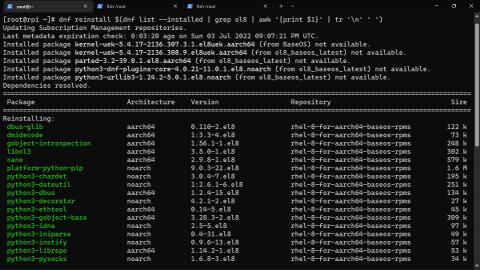 root@rpi:~
fish /home
fish /home
[root@rpi ~]# dnf reinstall $(dnf list --installed | grep ol8 | awk '{print $1}' | tr '\n' ' ')
Updating Subscription Management repositories.
Last metadata expiration check: 0:03:20 ago on Sun 03 Jul 2022 09:07:21 PM UTC.
Installed package kernel-uek-5.4.17-2136.307.3.1.el8uek.aarch64 (from BaseOS) not available.
Installed package kernel-uek-5.4.17-2136.308.9.el8uek.aarch64 (from ol8_baseos_latest) not available.
Installed package parted-3.2-39.0.1.el8.aarch64 (from ol8_baseos_latest) not available.
Installed package python3-dnf-plugins-core-4.0.21-11.0.1.el8.noarch (from ol8_baseos_latest) not available.
Installed package python3-urllib3-1.24.2-5.0.1.el8.noarch (from ol8_baseos_latest) not available.
Dependencies resolved.
Package Architecture Version Repository Size
Reinstalling:
dbus-glib aarch64 0.110-2.el8 rhel-8-for-aarch64-baseos-rpms 122 k
dmidecode aarch64 1:3.3-4.el8 rhel-8-for-aarch64-baseos-rpms 73 k
gobject-introspection aarch64 1.56.1-1.el8 rhel-8-for-aarch64-baseos-rpms 248 k
libnl3 aarch64 3.5.0-1.el8 rhel-8-for-aarch64-baseos-rpms 302 k
nano aarch64 2.9.8-1.el8 rhel-8-for-aarch64-baseos-rpms 579 k
platform-python-pip noarch 9.0.3-22.el8 rhel-8-for-aarch64-baseos-rpms 1.6 M
python3-chardet noarch 3.0.4-7.el8 rhel-8-for-aarch64-baseos-rpms 195 k
python3-dateutil noarch 1:2.6.1-6.el8 rhel-8-for-aarch64-baseos-rpms 251 k
python3-dbus aarch64 1.2.4-15.el8 rhel-8-for-aarch64-baseos-rpms 134 k
python3-decorator noarch 4.2.1-2.el8 rhel-8-for-aarch64-baseos-rpms 27 k
python3-ethtool aarch64 0.14-5.el8 rhel-8-for-aarch64-baseos-rpms 45 k
python3-gobject-base aarch64 3.28.3-2.el8 rhel-8-for-aarch64-baseos-rpms 309 k
python3-idna noarch 2.5-5.el8 rhel-8-for-aarch64-baseos-rpms 97 k
python3-iniparse noarch 0.4-31.el8 rhel-8-for-aarch64-baseos-rpms 49 k
python3-inotify noarch 0.9.6-13.el8 rhel-8-for-aarch64-baseos-rpms 57 k
python3-librepo aarch64 1.14.2-1.el8 rhel-8-for-aarch64-baseos-rpms 53 k
python3-pysocks noarch 1.6.8-3.el8 rhel-8-for-aarch64-baseos-rpms 34 k